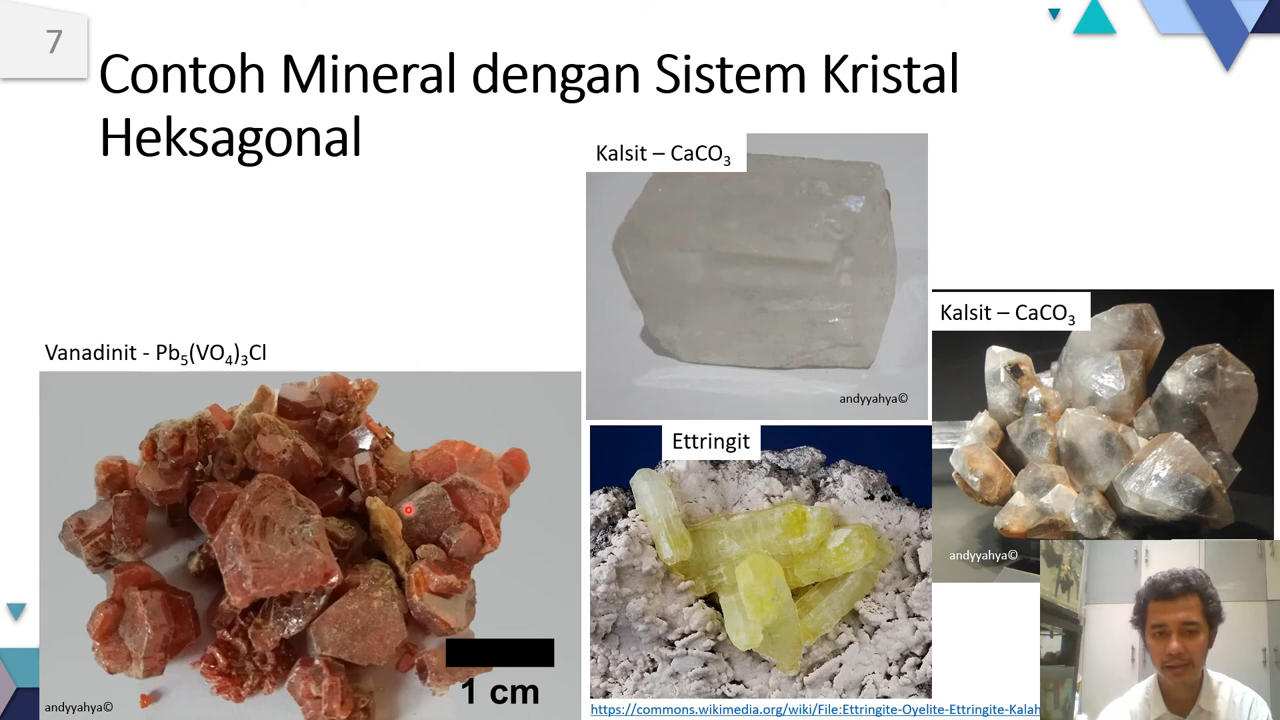 7
Contoh Mineral dengan Sistem Kristal
Heksagonal
Kalsit – CaCO₃
andyyahya©
Kalsit – CaCO₃
andyyahya©
Vanadinit - Pb₅(VO₄)₃Cl
1 cm
andyyahya©
Ettringit
https://commons.wikimedia.org/wiki/File:Ettringite-Oyelite-Ettringite-Kalah